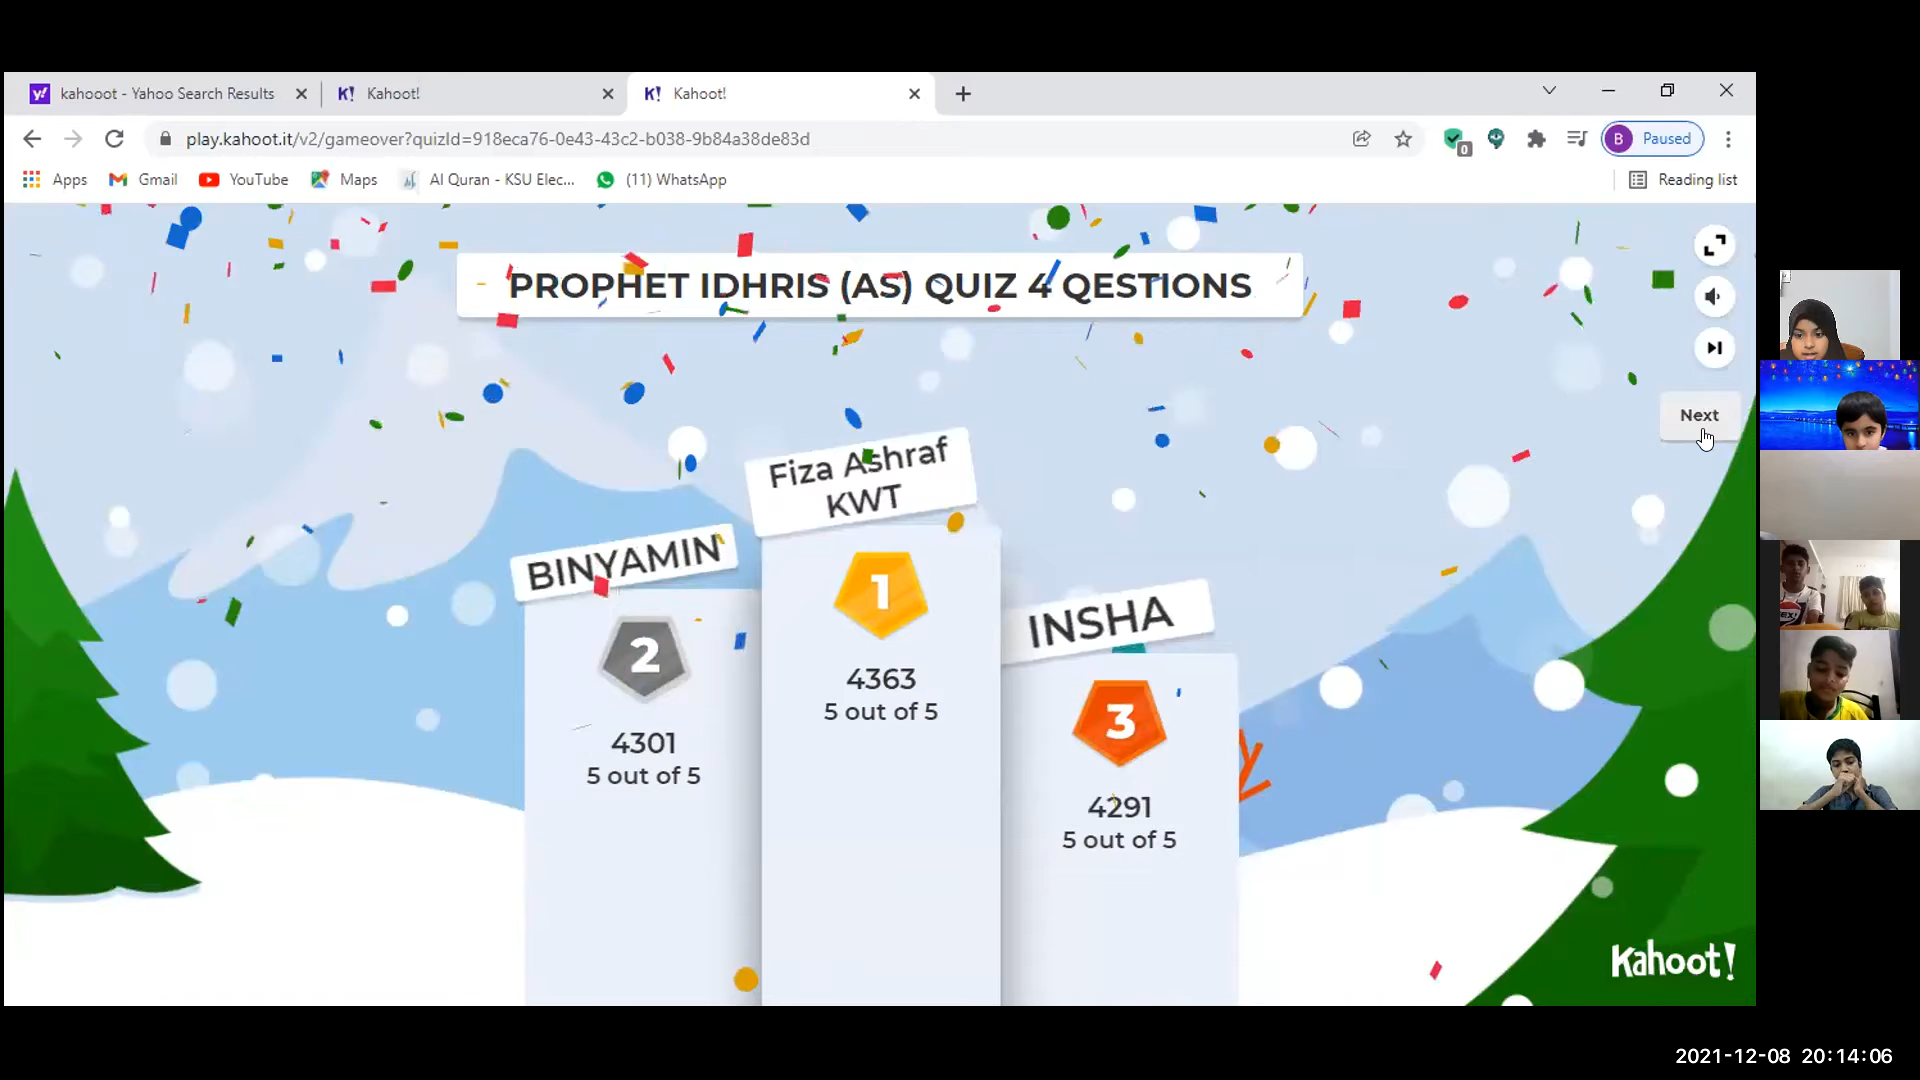 kahooot - Yahoo Search Results
Kahoot!
Kahoot!
play.kahoot.it/v2/gameover?quizId=918eca76-0e43-43c2-b038-9b84a38de83d
0
B
Paused
Apps
Gmail
YouTube
Maps
Al Quran - KSU Elec...
(11) WhatsApp
Reading list
PROPHET IDHRIS (AS) QUIZ 4 QESTIONS
Next
Fiza Ashraf
KWT
BINYAMIN
INSHA
1
4363
5 out of 5
2
4301
5 out of 5
3
4291
5 out of 5
Kahoot!
2021-12-08 20:14:06